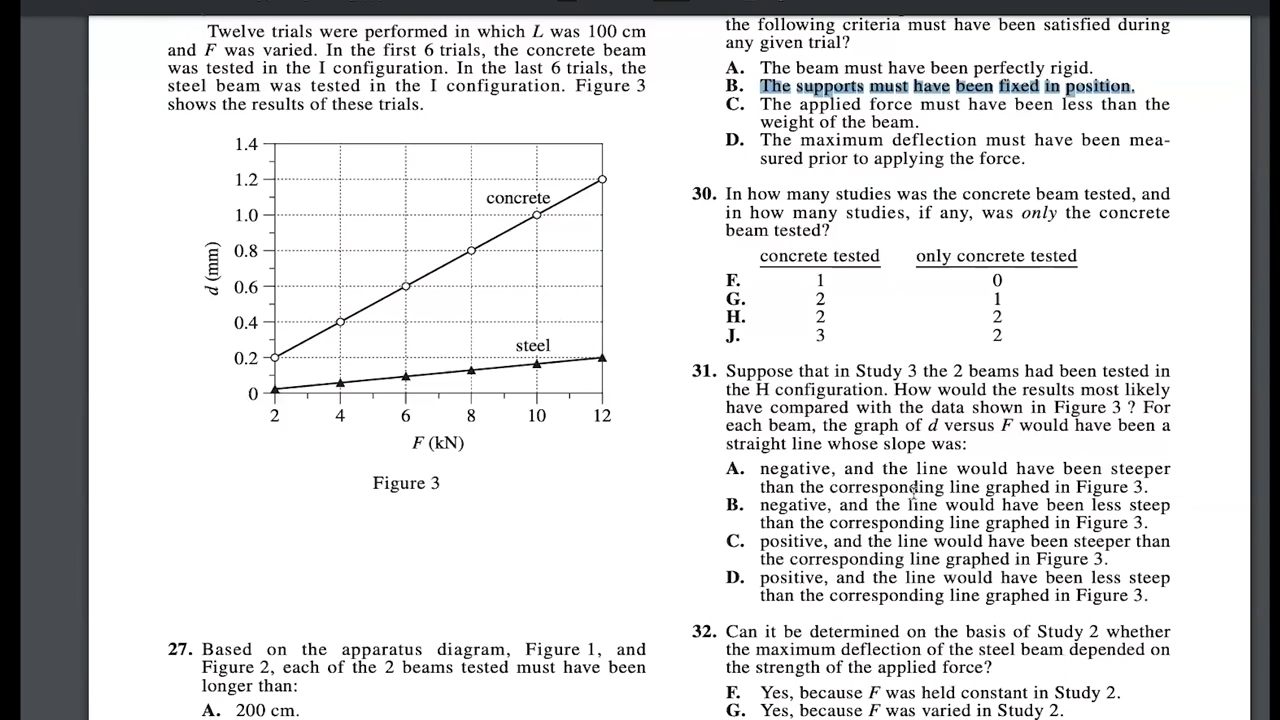 Twelve trials were performed in which L was 100 cm
and F was varied. In the first 6 trials, the concrete beam
was tested in the I configuration. In the last 6 trials, the
steel beam was tested in the I configuration. Figure 3
shows the results of these trials.
1.4
1.2
1.0
0.8
0.6
0.4
0.2
0
d (mm)
concrete
steel
2 4 6 8 10 12
F (kN)
Figure 3
27. Based on the apparatus diagram, Figure 1, and
Figure 2, each of the 2 beams tested must have been
longer than:
A. 200 cm.
the following criteria must have been satisfied during
any given trial?
A. The beam must have been perfectly rigid.
B. The supports must have been fixed in position.
C. The applied force must have been less than the
weight of the beam.
D. The maximum deflection must have been mea-
sured prior to applying the force.
30. In how many studies was the concrete beam tested, and
in how many studies, if any, was only the concrete
beam tested?
concrete tested only concrete tested
F. 1 0
G. 2 1
H. 2 2
J. 3 2
31. Suppose that in Study 3 the 2 beams had been tested in
the H configuration. How would the results most likely
have compared with the data shown in Figure 3 ? For
each beam, the graph of d versus F would have been a
straight line whose slope was:
A. negative, and the line would have been steeper
than the corresponding line graphed in Figure 3.
B. negative, and the line would have been less steep
than the corresponding line graphed in Figure 3.
C. positive, and the line would have been steeper than
the corresponding line graphed in Figure 3.
D. positive, and the line would have been less steep
than the corresponding line graphed in Figure 3.
32. Can it be determined on the basis of Study 2 whether
the maximum deflection of the steel beam depended on
the strength of the applied force?
F. Yes, because F was held constant in Study 2.
G. Yes, because F was varied in Study 2.